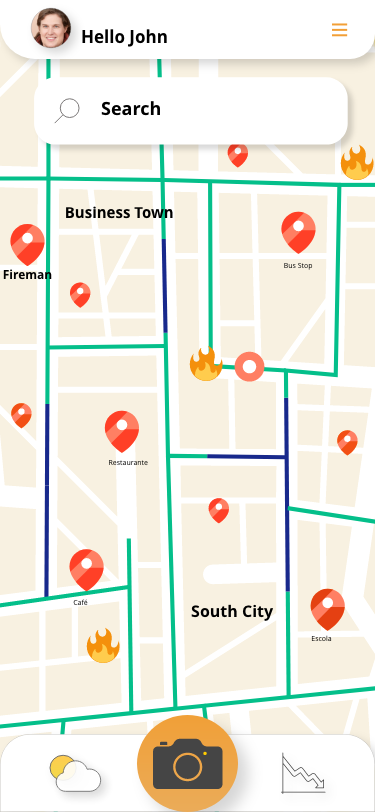 Hello John
Search
Business Town
Bus Stop
Fireman
Restaurante
Café
South City
Escola